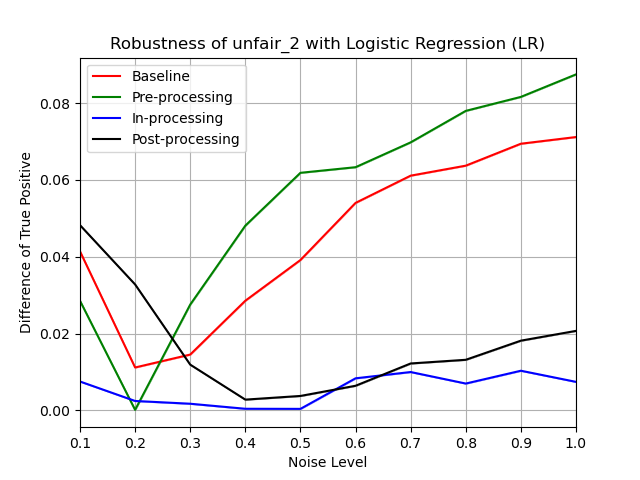 Robustness of unfair_2 with Logistic Regression (LR)
Baseline
Pre-processing
In-processing
Post-processing
Difference of True Positive
0.08
0.06
0.04
0.02
0.00
0.1 0.2 0.3 0.4 0.5 0.6 0.7 0.8 0.9 1.0
Noise Level